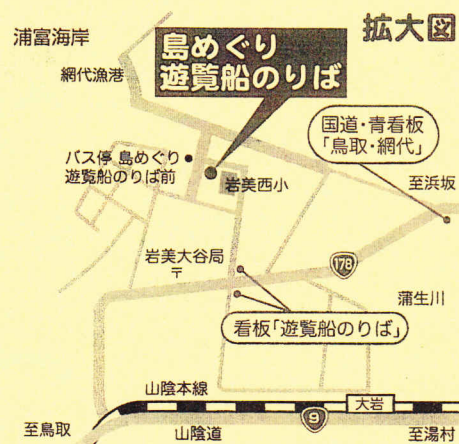 拡大図
浦富海岸
島めぐり
遊覧船のりば
網代漁港
国道・青看板
「鳥取・網代」
バス停 島めぐり
遊覧船のりば前
岩美西小
至浜坂
岩美大谷局
〒
178
蒲生川
看板「遊覧船のりば」
山陰本線
大岩
9
至鳥取
山陰道
至湯村